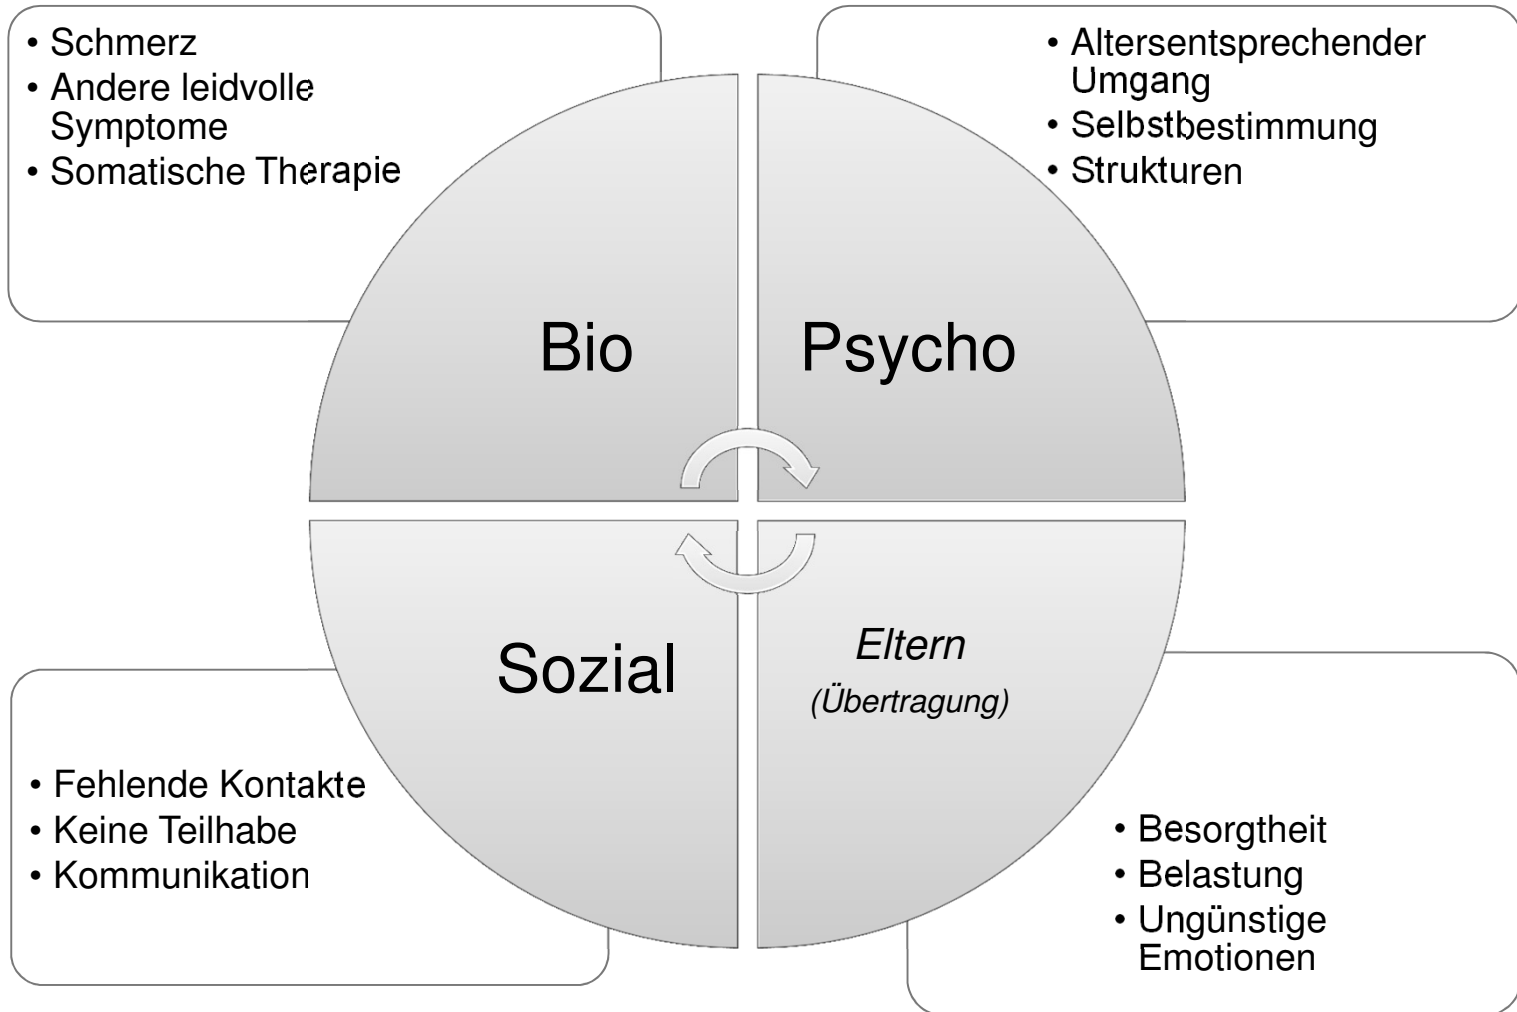 • Schmerz
• Andere leidvolle
Symptome
• Somatische Therapie
• Altersentsprechender
Umgang
• Selbstbestimmung
• Strukturen
Bio
Psycho
Sozial
Eltern
(Übertragung)
• Fehlende Kontakte
• Keine Teilhabe
• Kommunikation
• Besorgtheit
• Belastung
• Ungünstige
Emotionen